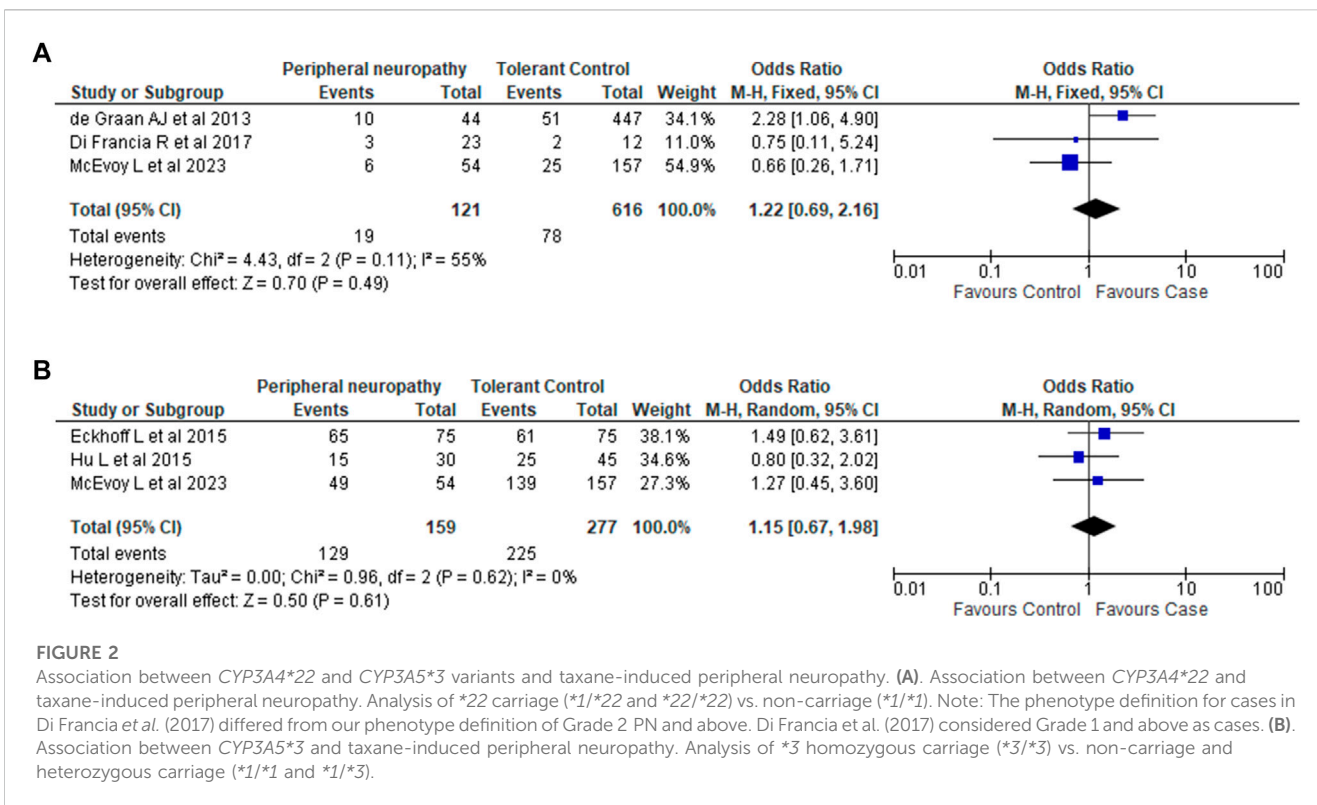 A
Peripheral neuropathy Tolerant Control Odds Ratio Odds Ratio
Study or Subgroup Events Total Events Total Weight M-H, Fixed, 95% CI M-H, Fixed, 95% CI
de Graan AJ et al 2013 10 44 51 447 34.1% 2.28 [1.06, 4.90]
Di Francia R et al 2017 3 23 2 12 11.0% 0.75 [0.11, 5.24]
McEvoy L et al 2023 6 54 25 157 54.9% 0.66 [0.26, 1.71]
Total (95% CI) 121 616 100.0% 1.22 [0.69, 2.16]
Total events 19 78
Heterogeneity: Chi² = 4.43, df = 2 (P = 0.11); I² = 55%
Test for overall effect: Z = 0.70 (P = 0.49)
0.01 0.1 1 10 100
Favours Control Favours Case
B
Peripheral neuropathy Tolerant Control Odds Ratio Odds Ratio
Study or Subgroup Events Total Events Total Weight M-H, Random, 95% CI M-H, Random, 95% CI
Eckhoff L et al 2015 65 75 61 75 38.1% 1.49 [0.62, 3.61]
Hu L et al 2015 15 30 25 45 34.6% 0.80 [0.32, 2.02]
McEvoy L et al 2023 49 54 139 157 27.3% 1.27 [0.45, 3.60]
Total (95% CI) 159 277 100.0% 1.15 [0.67, 1.98]
Total events 129 225
Heterogeneity: Tau² = 0.00; Chi² = 0.96, df = 2 (P = 0.62); I² = 0%
Test for overall effect: Z = 0.50 (P = 0.61)
0.01 0.1 1 10 100
Favours Control Favours Case
FIGURE 2
Association between CYP3A4*22 and CYP3A5*3 variants and taxane-induced peripheral neuropathy. (A). Association between CYP3A4*22 and
taxane-induced peripheral neuropathy. Analysis of *22 carriage (*1/*22 and *22/*22) vs. non-carriage (*1/*1). Note: The phenotype definition for cases in
Di Francia et al. (2017) differed from our phenotype definition of Grade 2 PN and above. Di Francia et al. (2017) considered Grade 1 and above as cases. (B).
Association between CYP3A5*3 and taxane-induced peripheral neuropathy. Analysis of *3 homozygous carriage (*3/*3) vs. non-carriage and
heterozygous carriage (*1/*1 and *1/*3).